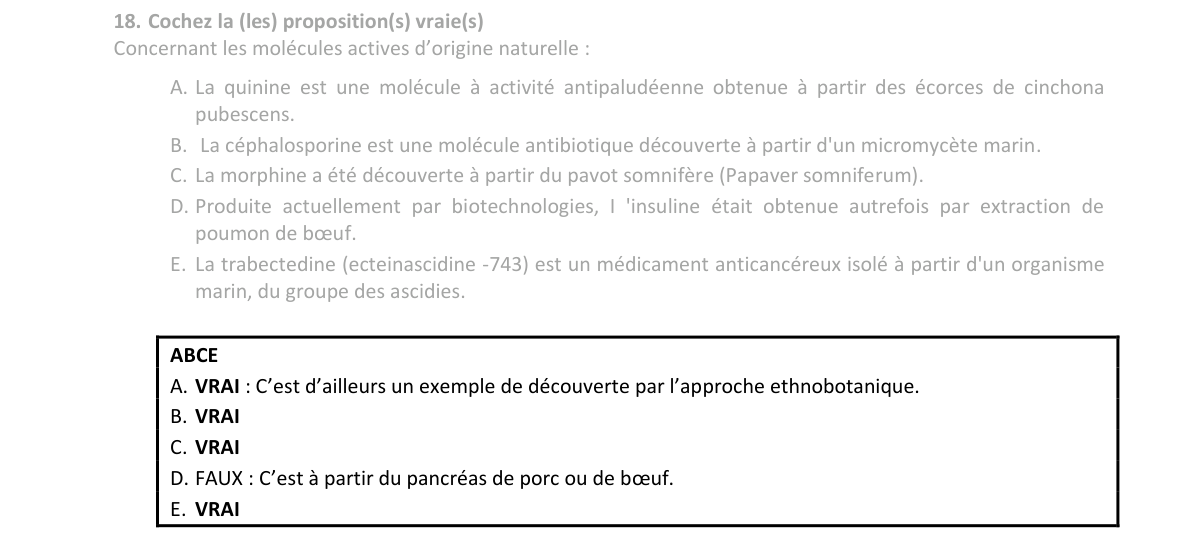 18. Cochez la (les) proposition(s) vraie(s)
Concernant les molécules actives d’origine naturelle :
A. La quinine est une molécule à activité antipaludéenne obtenue à partir des écorces de cinchona
pubescens.
B. La céphalosporine est une molécule antibiotique découverte à partir d'un micromycète marin.
C. La morphine a été découverte à partir du pavot somnifère (Papaver somniferum).
D. Produite actuellement par biotechnologies, I 'insuline était obtenue autrefois par extraction de
poumon de bœuf.
E. La trabectedine (ecteinascidine -743) est un médicament anticancéreux isolé à partir d'un organisme
marin, du groupe des ascidies.
ABCE
A. VRAI : C’est d’ailleurs un exemple de découverte par l’approche ethnobotanique.
B. VRAI
C. VRAI
D. FAUX : C’est à partir du pancréas de porc ou de bœuf.
E. VRAI